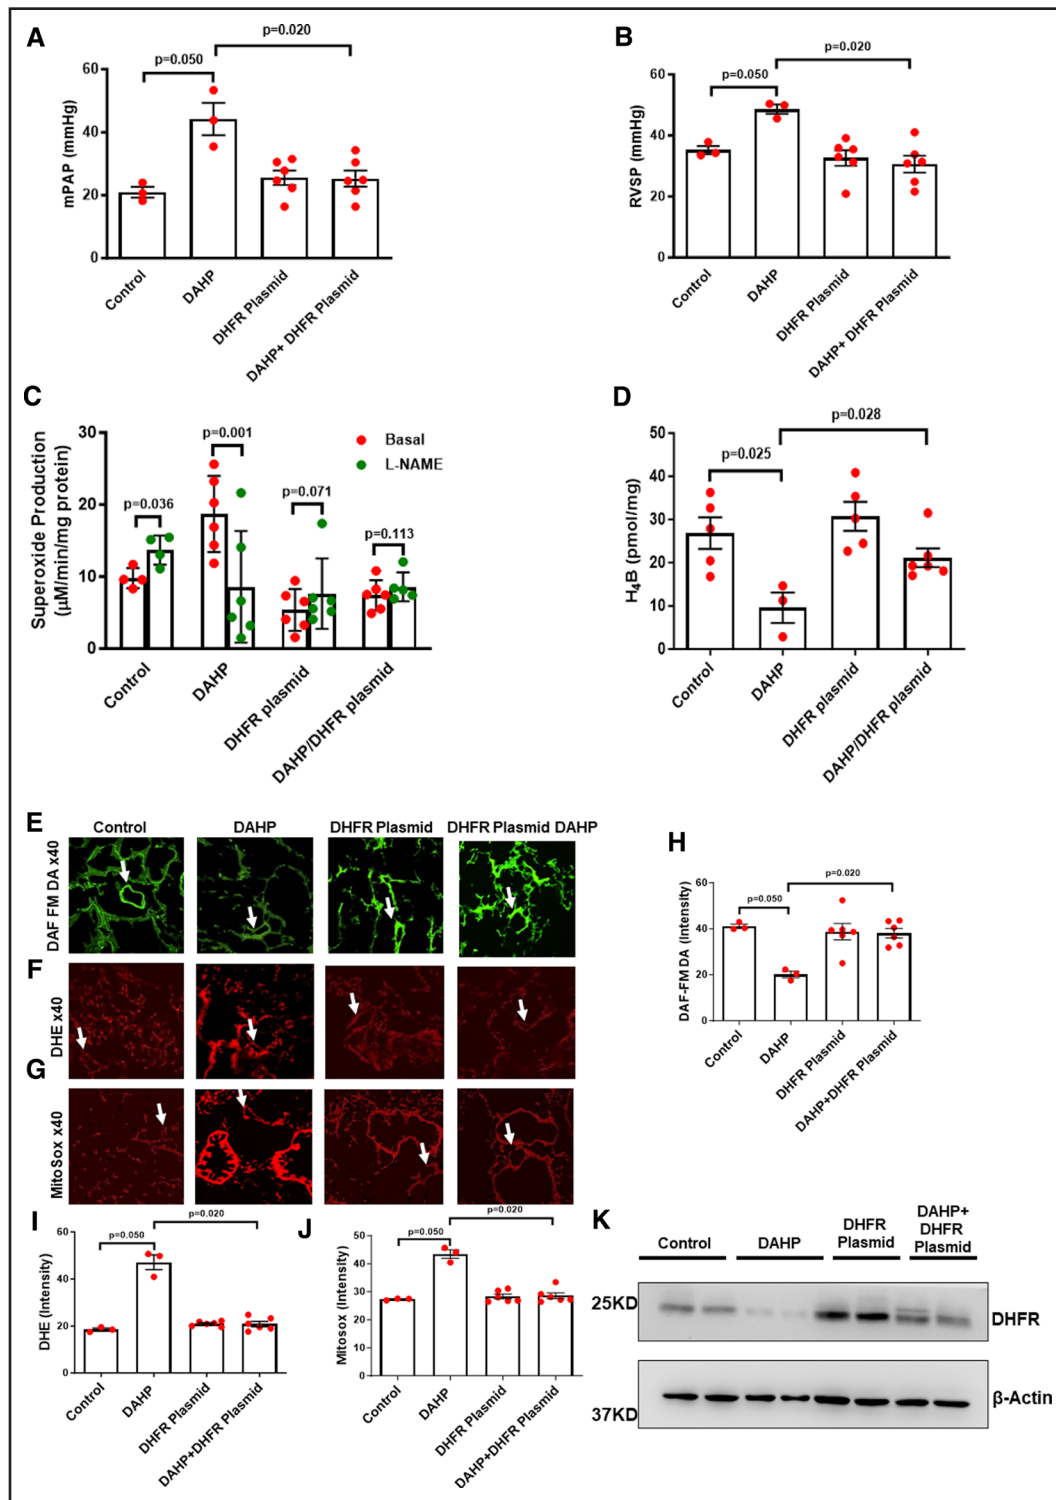 A
p=0.020
p=0.050
mPAP (mmHg)
60
40
20
0
Control
DAHP
DHFR Plasmid
DAHP+ DHFR Plasmid
B
p=0.020
p=0.050
RVSP (mmHg)
60
40
20
0
Control
DAHP
DHFR Plasmid
DAHP+ DHFR Plasmid
C
Superoxide Production
(μM/min/mg protein)
30
20
10
0
p=0.036
p=0.001
p=0.071
p=0.113
Basal
L-NAME
Control
DAHP
DHFR plasmid
DAHP/DHFR plasmid
D
p=0.028
p=0.025
H₄B (pmol/mg)
50
40
30
20
10
0
Control
DAHP
DHFR plasmid
DAHP/DHFR plasmid
E
Control
DAHP
DHFR Plasmid
DHFR Plasmid DAHP
DAF FM DA x40
F
DHE x40
G
MitoSox x40
H
p=0.020
p=0.050
DAF-FM DA (Intensity)
60
40
20
0
Control
DAHP
DHFR Plasmid
DAHP+DHFR Plasmid
I
p=0.020
p=0.050
DHE (Intensity)
60
40
20
0
Control
DAHP
DHFR Plasmid
DAHP+DHFR Plasmid
J
p=0.020
p=0.050
Mitosox (Intensity)
50
40
30
20
10
0
Control
DAHP
DHFR Plasmid
DAHP+DHFR Plasmid
K
Control
DAHP
DHFR
Plasmid
DAHP+
DHFR
Plasmid
25KD
DHFR
37KD
β-Actin